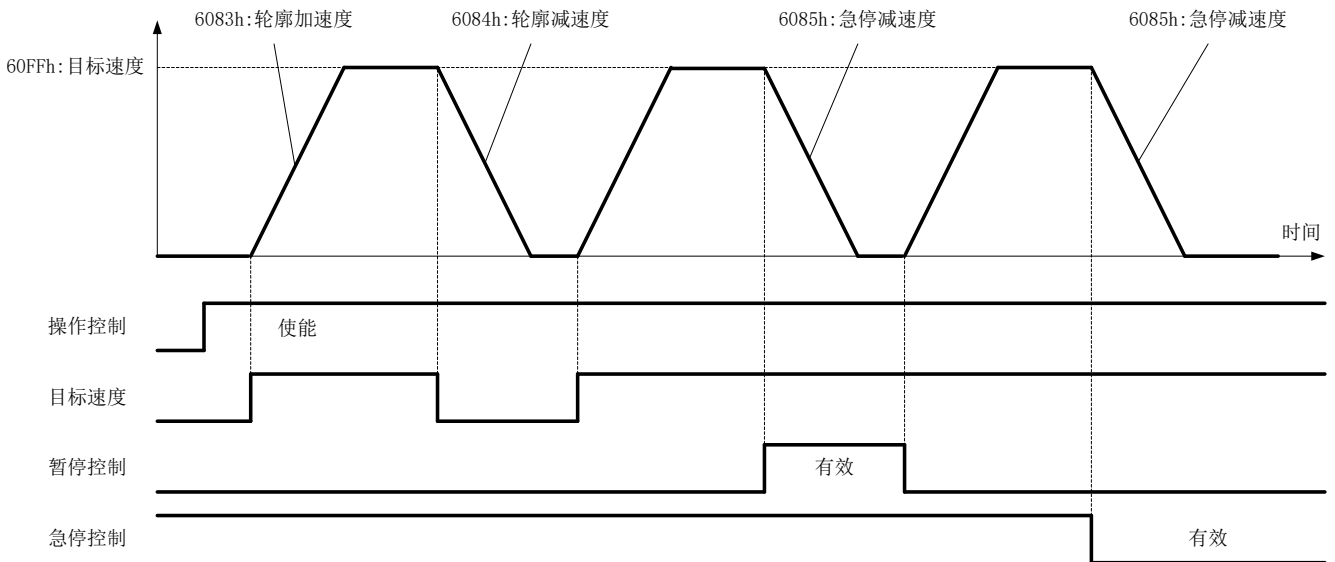 6083h:轮廓加速度
6084h:轮廓减速度
6085h:急停减速度
6085h:急停减速度
60FFh:目标速度
时间
操作控制
使能
目标速度
暂停控制
有效
急停控制
有效